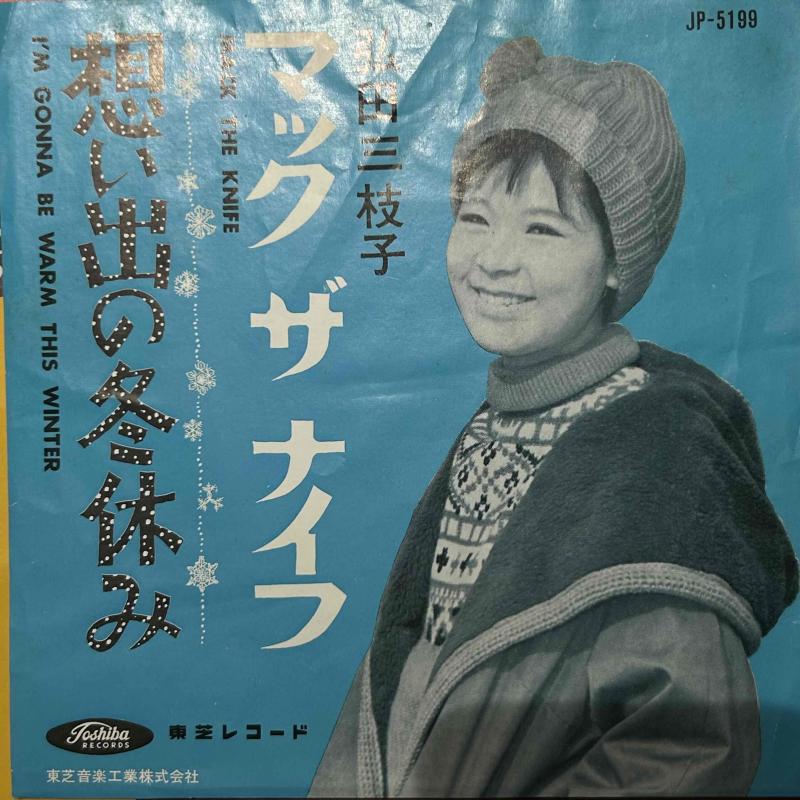 JP-5199
弘田三枝子
マック ザ ナイフ
MACK THE KNIFE
想い出の冬休み
I'M GONNA BE WARM THIS WINTER
Toshiba
RECORDS
東芝レコード
東芝音楽工業株式会社